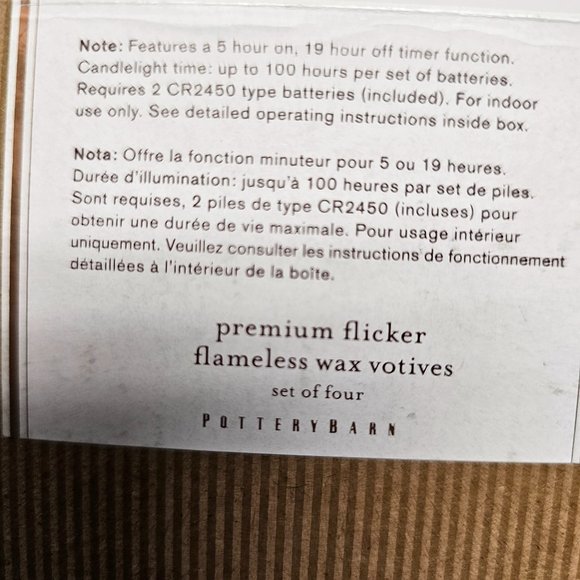 Note: Features a 5 hour on, 19 hour off timer function.
Candlelight time: up to 100 hours per set of batteries.
Requires 2 CR2450 type batteries (included). For indoor
use only. See detailed operating instructions inside box.
Nota: Offre la fonction minuteur pour 5 ou 19 heures.
Durée d'illumination: jusqu'à 100 heures par set de piles.
Sont requises, 2 piles de type CR2450 (incluses) pour
obtenir une durée de vie maximale. Pour usage intérieur
uniquement. Veuillez consulter les instructions de fonctionnement
détaillées à l'intérieur de la boîte.
premium flicker
flameless wax votives
set of four
POTTERYBARN